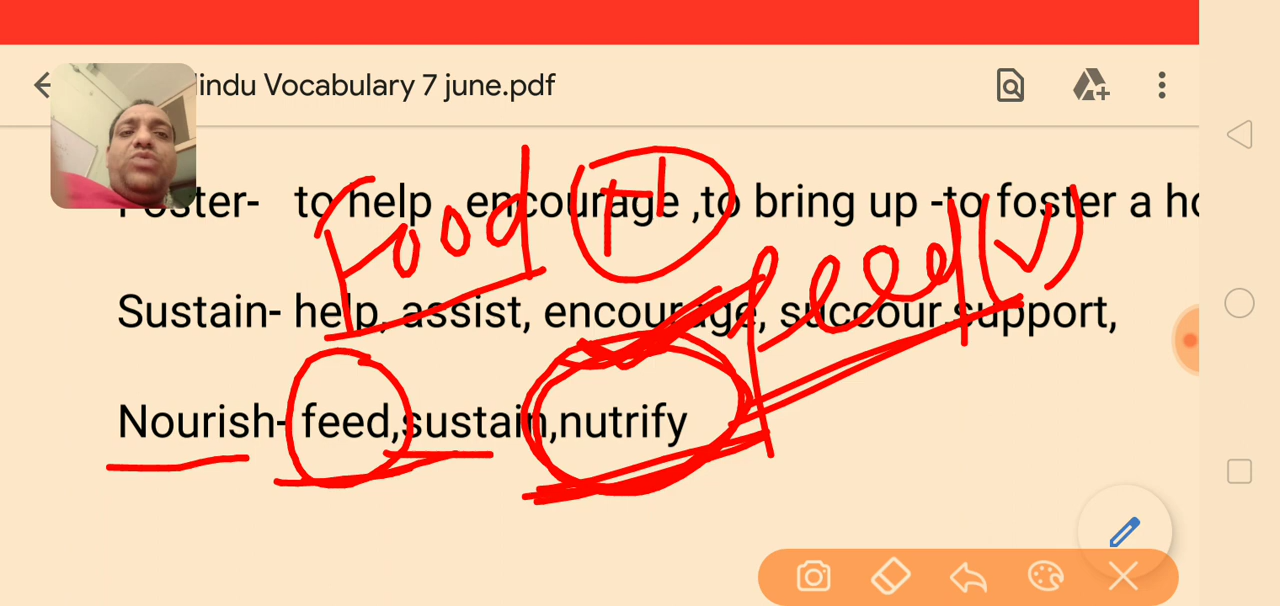 indu Vocabulary 7 june.pdf
Foster- to help, encourage ,to bring up -to foster a ho
Food H feed (v)
Sustain- help, assist, encourage, succour,support,
Nourish- feed,sustain,nutrify